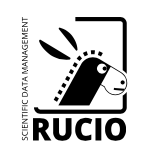 SCIENTIFIC DATA MANAGEMENT
RUCIO